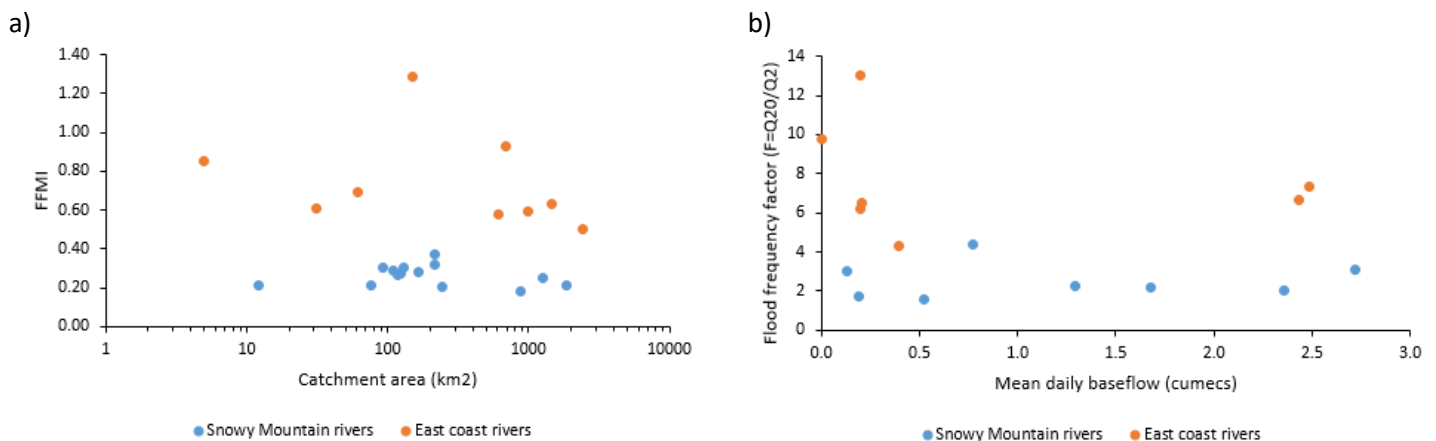 a)
FFMI
1.40
1.20
1.00
0.80
0.60
0.40
0.20
0.00
1 10 100 1000 10000
Catchment area (km2)
Snowy Mountain rivers East coast rivers
b)
Flood frequency factor (F=Q20/Q2)
14
12
10
8
6
4
2
0
0.0 0.5 1.0 1.5 2.0 2.5 3.0
Mean daily baseflow (cumecs)
Snowy Mountain rivers East coast rivers